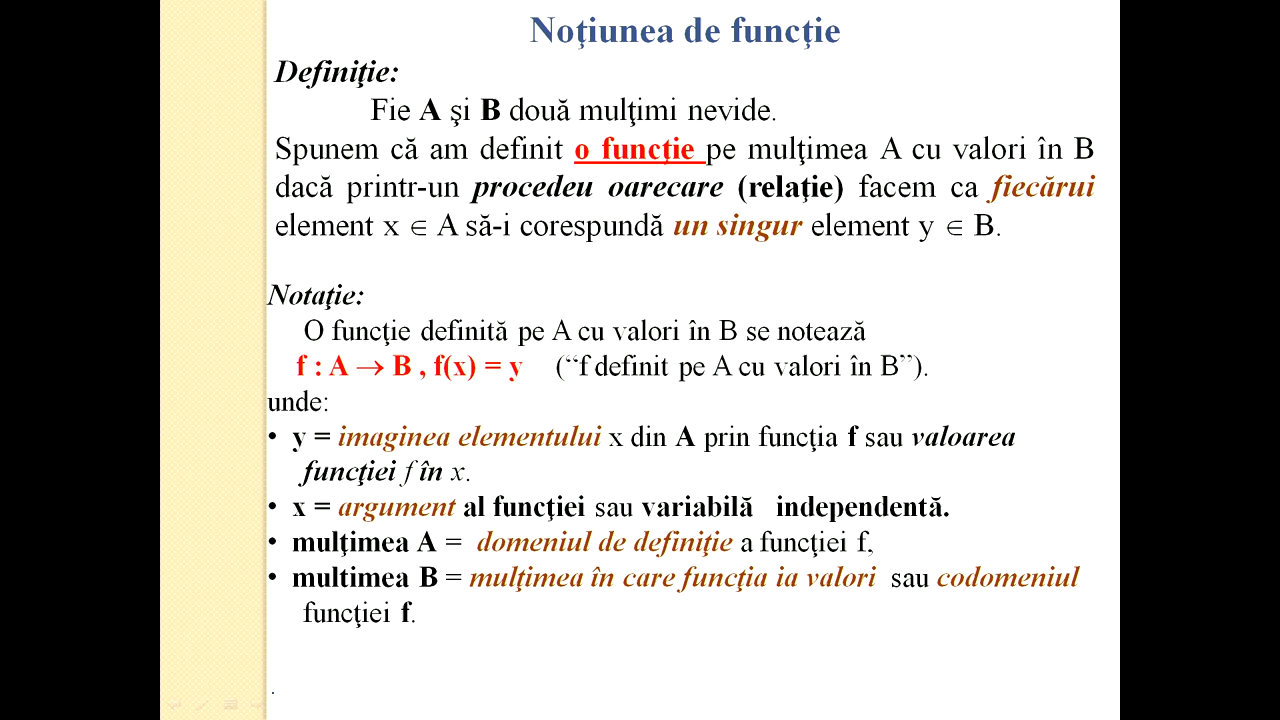 Noţiunea de funcţie
Definiţie:
Fie A şi B două mulţimi nevide.
Spunem că am definit o funcţie pe mulţimea A cu valori în B
dacă printr-un procedeu oarecare (relaţie) facem ca fiecărui
element x ∈ A să-i corespundă un singur element y ∈ B.
Notaţie:
O funcţie definită pe A cu valori în B se notează
f : A → B , f(x) = y (“f definit pe A cu valori în B”).
unde:
• y = imaginea elementului x din A prin funcţia f sau valoarea
funcţiei f în x.
• x = argument al funcţiei sau variabilă independentă.
• mulţimea A = domeniul de definiţie a funcţiei f,
• multimea B = mulţimea în care funcţia ia valori sau codomeniul
funcţiei f.
.